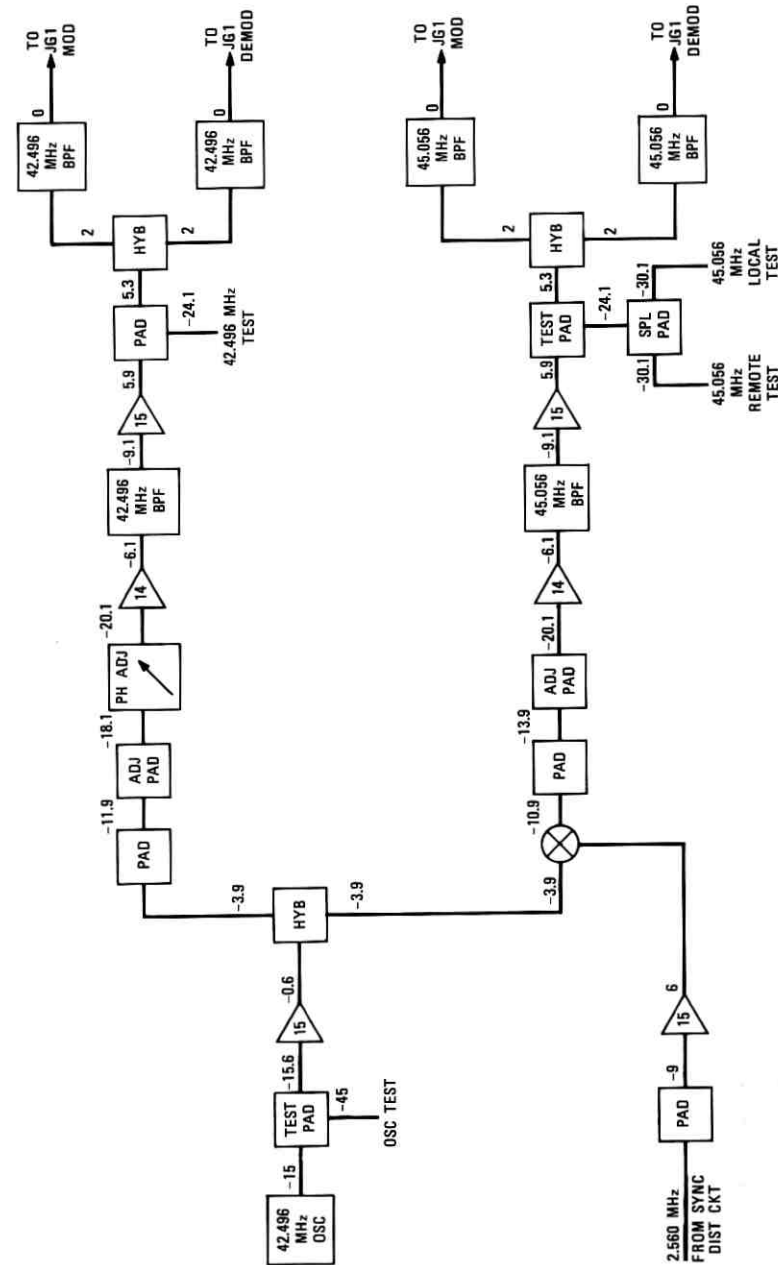 42.496
MHz
OSC
-15
TEST
PAD
-45
OSC TEST
-15.6
15
-0.6
HYB
-3.9
-3.9
PAD
-11.9
ADJ
PAD
-18.1
PH ADJ
-20.1
14
-6.1
42.496
MHz
BPF
-9.1
15
5.9
PAD
-24.1
42.496 MHz
TEST
5.3
HYB
2
2
42.496
MHz
BPF
0
TO
JG1
MOD
42.496
MHz
BPF
0
TO
JG1
DEMOD
2.560 MHz
FROM SYNC
DIST CKT
PAD
-9
15
6
-3.9
-10.9
PAD
-13.9
ADJ
PAD
-20.1
14
-6.1
45.056
MHz
BPF
-9.1
15
5.9
TEST
PAD
-24.1
SPL
PAD
-30.1
45.056
MHz
REMOTE
TEST
-30.1
45.056
MHz
LOCAL
TEST
5.3
HYB
2
2
45.056
MHz
BPF
0
TO
JG1
MOD
45.056
MHz
BPF
0
TO
JG1
DEMOD